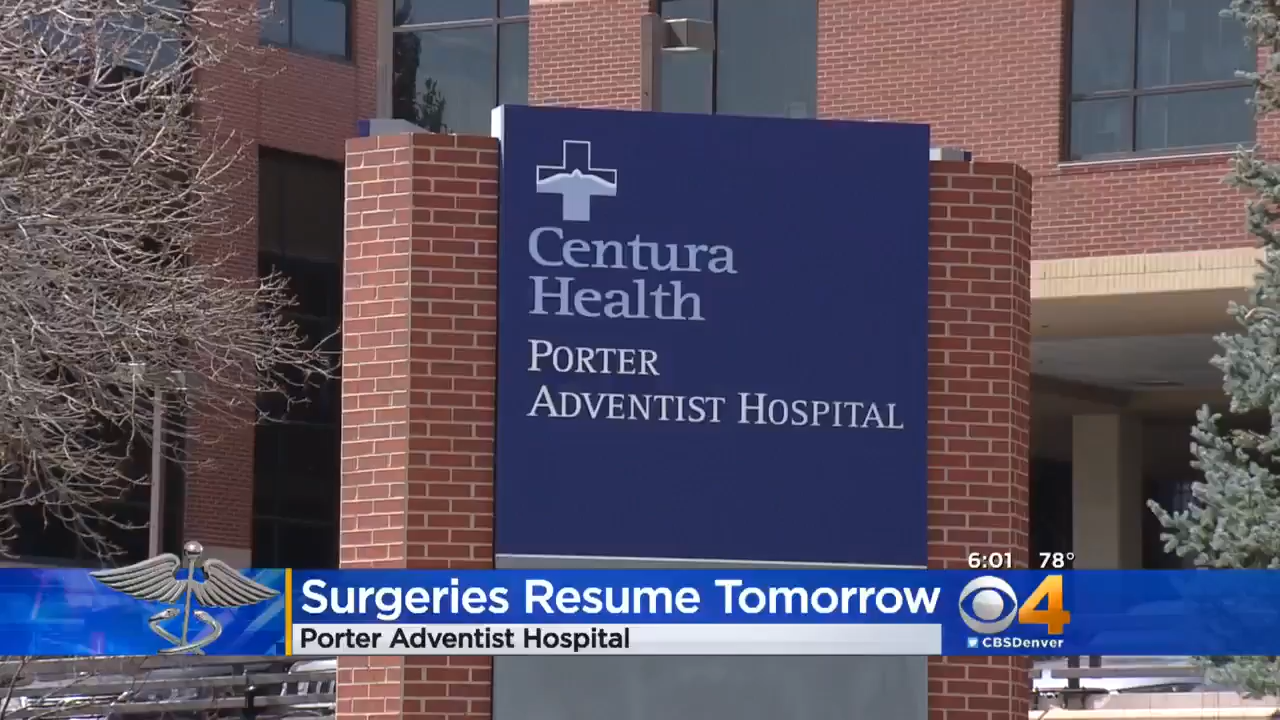 Centura
Health
PORTER
ADVENTIST HOSPITAL
6:01 78°
Surgeries Resume Tomorrow
4
Porter Adventist Hospital
CBSDenver